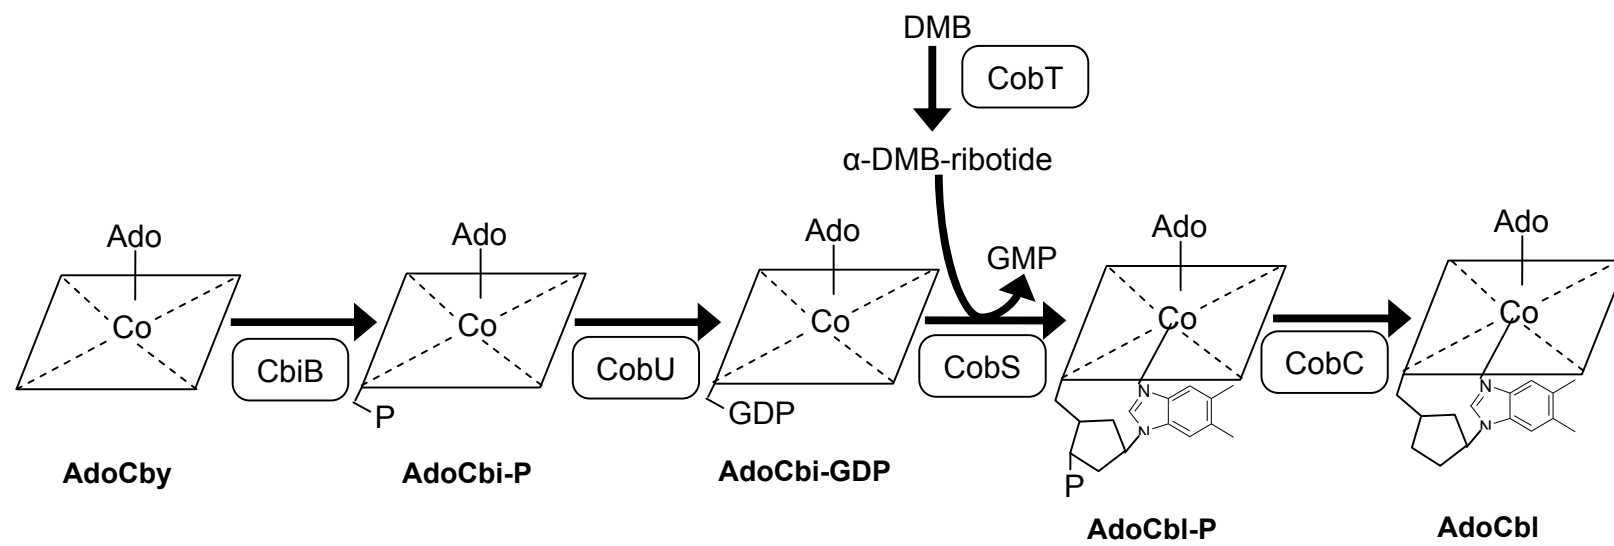 DMB
CobT
α-DMB-ribotide
Ado
Ado
Ado
GMP
Ado
Ado
Co
Co
Co
Co
Co
CbiB
CobU
CobS
CobC
P
GDP
N
N
N
N
P
AdoCby
AdoCbi-P
AdoCbi-GDP
AdoCbl-P
AdoCbl